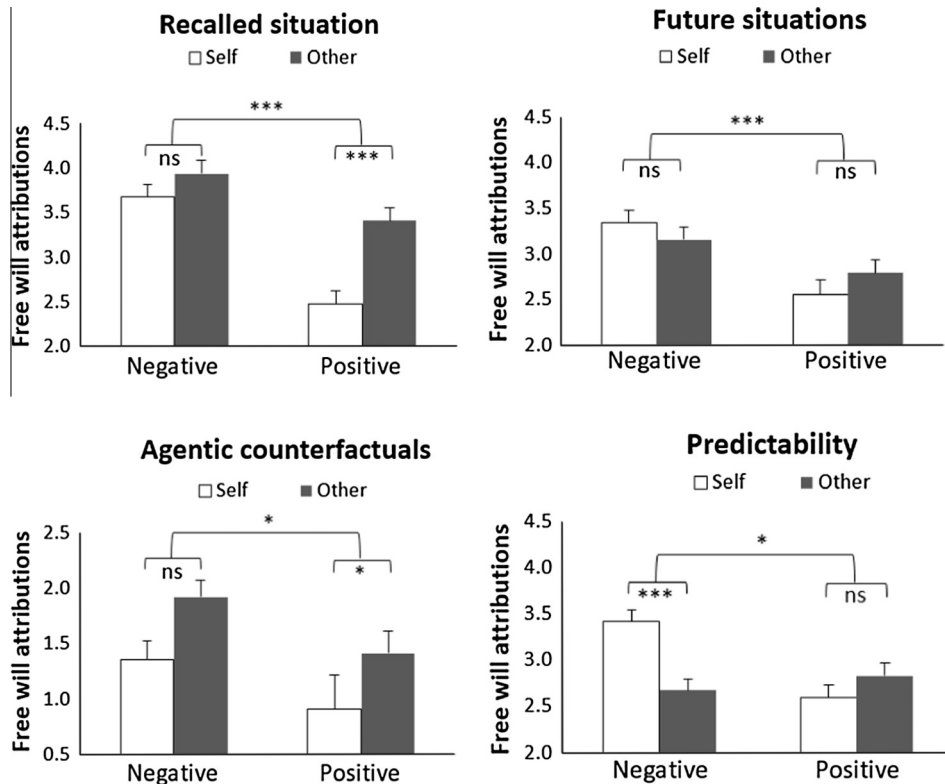 Recalled situation
Self Other
Free will attributions
4.5
4.0
3.5
3.0
2.5
2.0
***
ns
***
Negative Positive
Future situations
Self Other
Free will attributions
4.5
4.0
3.5
3.0
2.5
2.0
***
ns
ns
Negative Positive
Agentic counterfactuals
Self Other
Free will attributions
2.5
2.0
1.5
1.0
0.5
*
ns
*
Negative Positive
Predictability
Self Other
Free will attributions
4.5
4.0
3.5
3.0
2.5
2.0
*
***
ns
Negative Positive